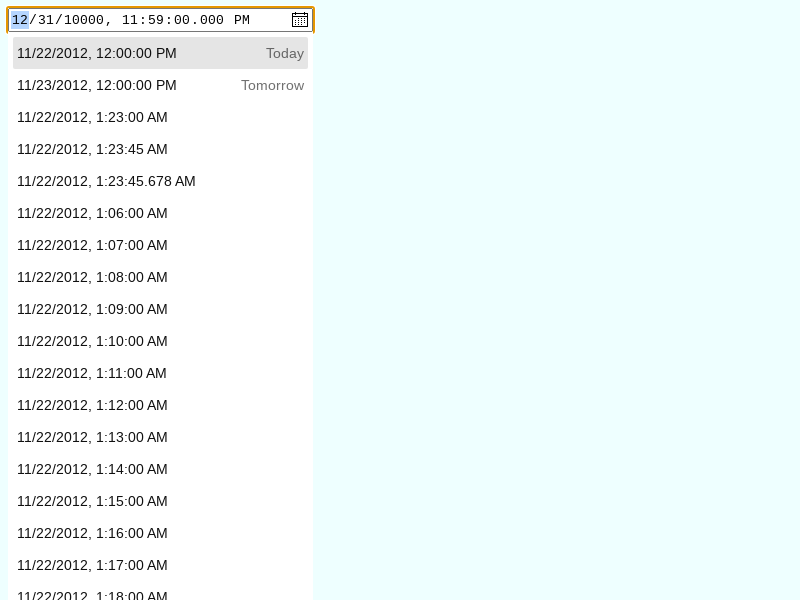 12/31/10000, 11:59:00.000 PM
11/22/2012, 12:00:00 PM Today
11/23/2012, 12:00:00 PM Tomorrow
11/22/2012, 1:23:00 AM
11/22/2012, 1:23:45 AM
11/22/2012, 1:23:45.678 AM
11/22/2012, 1:06:00 AM
11/22/2012, 1:07:00 AM
11/22/2012, 1:08:00 AM
11/22/2012, 1:09:00 AM
11/22/2012, 1:10:00 AM
11/22/2012, 1:11:00 AM
11/22/2012, 1:12:00 AM
11/22/2012, 1:13:00 AM
11/22/2012, 1:14:00 AM
11/22/2012, 1:15:00 AM
11/22/2012, 1:16:00 AM
11/22/2012, 1:17:00 AM
11/22/2012, 1:18:00 AM